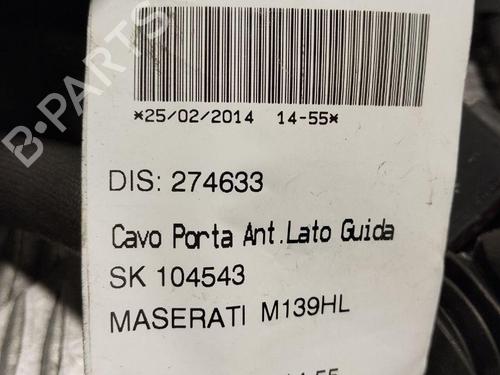 B-PARTS
*25/02/2014 14-55*
DIS: 274633
Cavo Porta Ant.Lato Guida
SK 104543
MASERATI M139HL